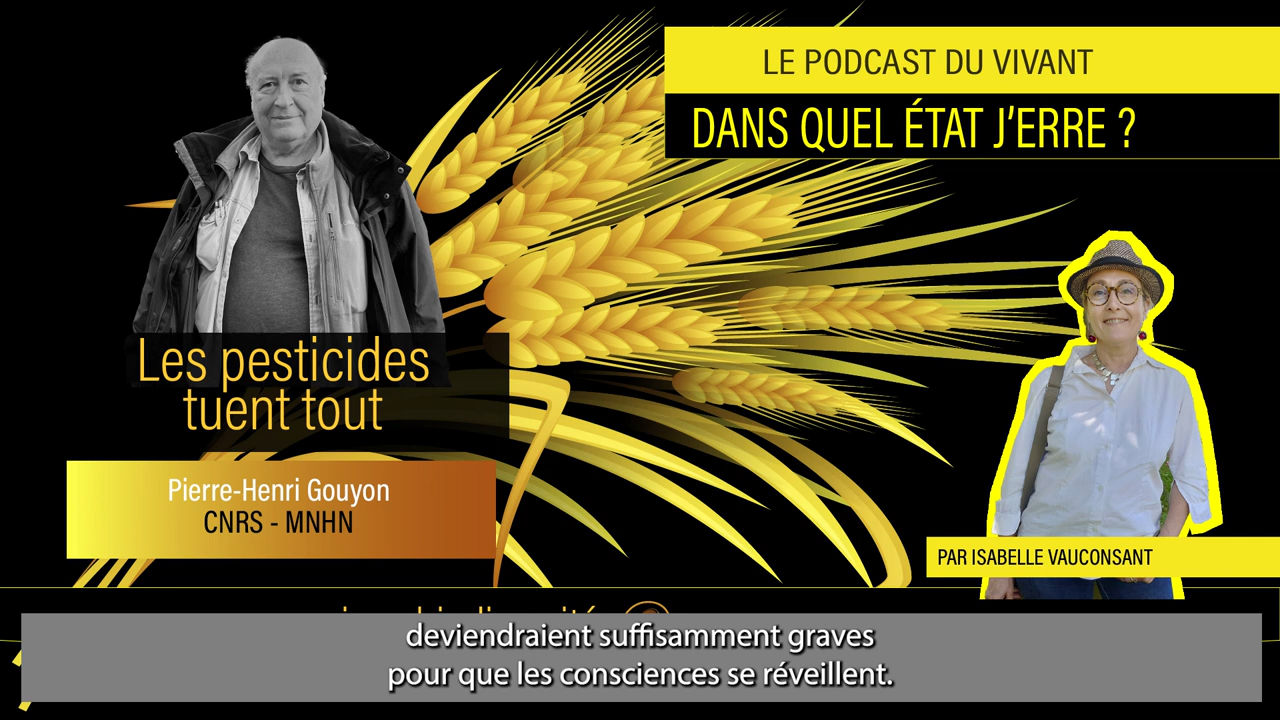 LE PODCAST DU VIVANT
DANS QUEL ÉTAT J'ERRE ?
Les pesticides
tuent tout
Pierre-Henri Gouyon
CNRS - MNHN
PAR ISABELLE VAUCONSANT
deviendraient suffisamment graves
pour que les consciences se réveillent.